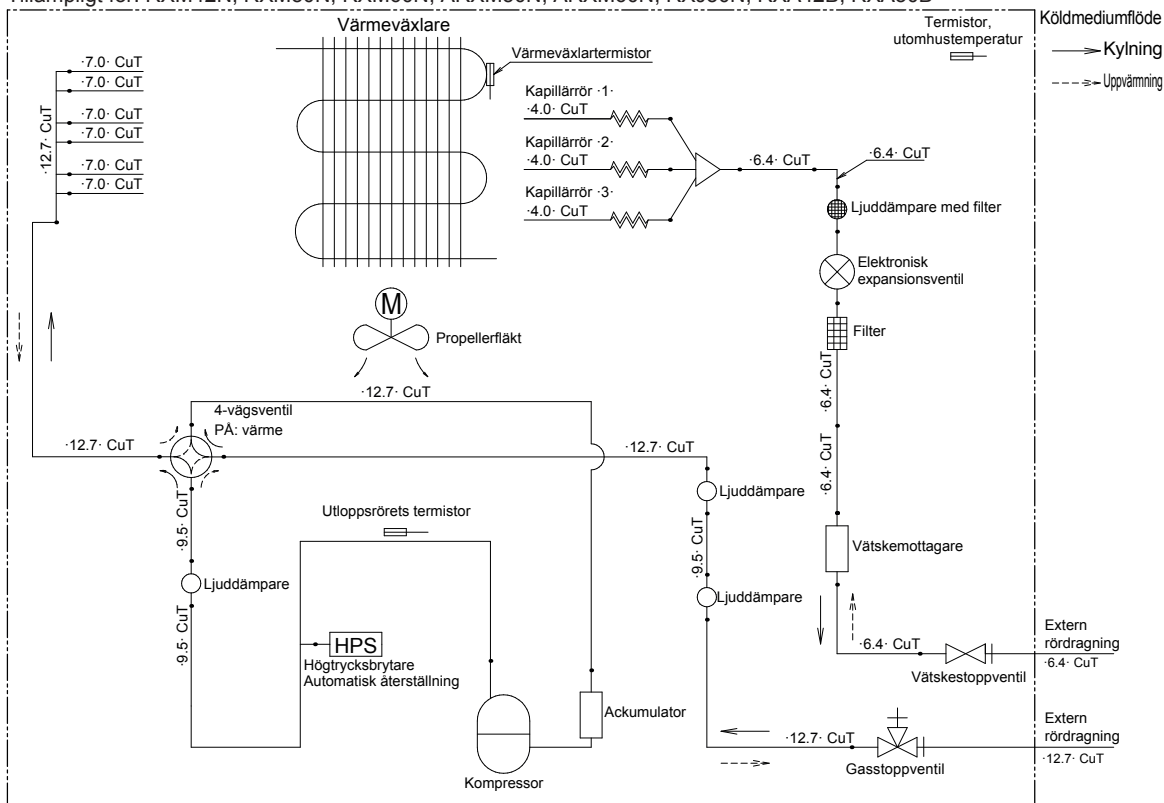 Värmeväxlare
Termistor,
utomhustemperatur
Köldmediumflöde
Kylning
Uppvärmning
·7.0· CuT
·7.0· CuT
·7.0· CuT
·7.0· CuT
·7.0· CuT
·7.0· CuT
·12.7· CuT
Värmeväxlartermistor
Kapillärrör ·1·
·4.0· CuT
Kapillärrör ·2·
·4.0· CuT
Kapillärrör ·3·
·4.0· CuT
·6.4· CuT
·6.4· CuT
Ljuddämpare med filter
Elektronisk
expansionsventil
Filter
·6.4· CuT
·6.4· CuT
M
Propellerfläkt
·12.7· CuT
4-vägsventil
PÅ: värme
·12.7· CuT
·12.7· CuT
Ljuddämpare
·9.5· CuT
Ljuddämpare
·9.5· CuT
Ljuddämpare
·9.5· CuT
Utloppsrörets termistor
HPS
Högtrycksbrytare
Automatisk återställning
Kompressor
Ackumulator
Vätskemottagare
·6.4· CuT
Vätskestoppventil
Extern
rördragning
·6.4· CuT
·12.7· CuT
Gasstoppventil
Extern
rördragning
·12.7· CuT